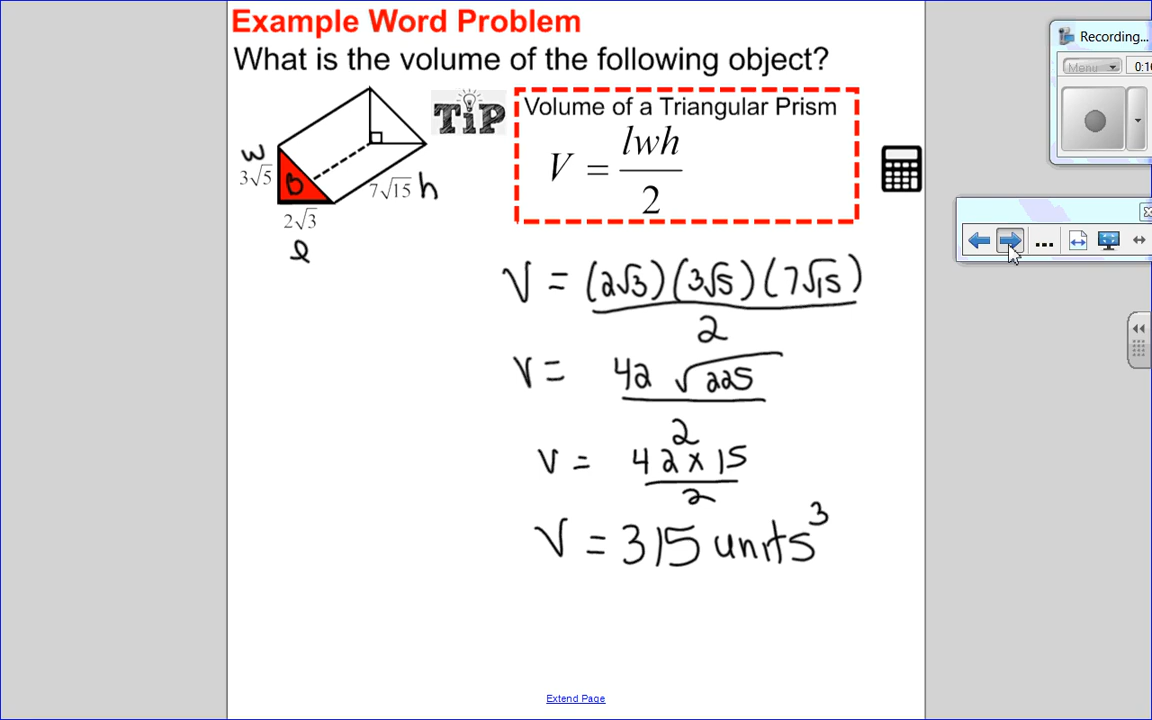 Example Word Problem
What is the volume of the following object?
TiP
Volume of a Triangular Prism
V = lwh / 2
w
3√5
B
7√15 h
2√3
l
V = (2√3)(3√5)(7√15) / 2
V = 42 √225 / 2
V = 42 x 15 / 2
V = 315 units³
Extend Page
Recording...
Menu
0:1